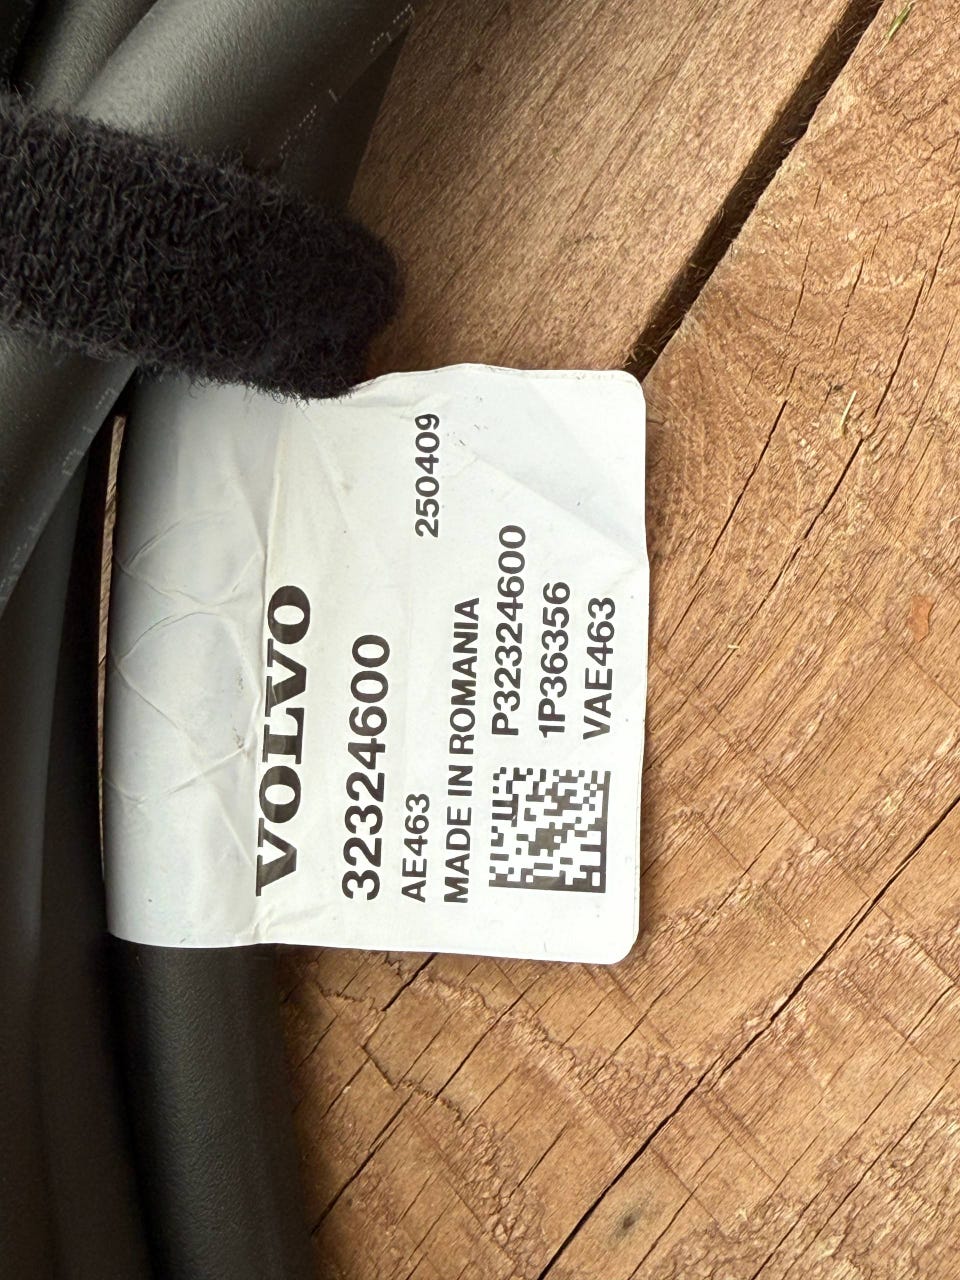 VOLVO
32324600
AE463 250409
MADE IN ROMANIA
P32324600
1P36356
VAE463